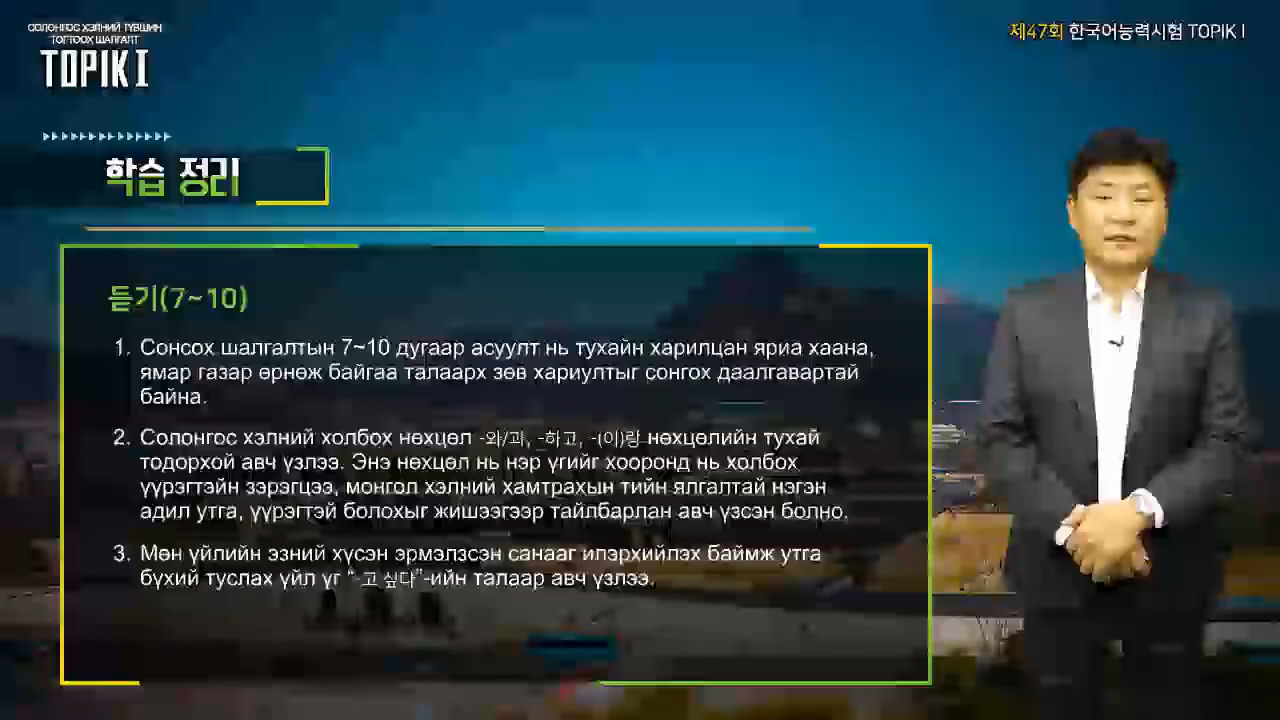 СОЛОНГОС ХЭЛНИЙ ТҮВШИН
ТОГТООХ ШАЛГАЛТ
TOPIK I
제47회 한국어능력시험 TOPIK I
학습 정리
듣기(7~10)
1. Сонсох шалгалтын 7~10 дугаар асуулт нь тухайн харилцан яриа хаана,
ямар газар өрнөж байгаа талаарх зөв хариултыг сонгох даалгавартай
байна.
2. Солонгос хэлний холбох нөхцөл -와/과, -하고, -(이)랑 нөхцөлийн тухай
тодорхой авч үзлээ. Энэ нөхцөл нь нэр үгийг хооронд нь холбох
үүрэгтэйн зэрэгцээ, монгол хэлний хамтрахын тийн ялгалтай нэгэн
адил утга, үүрэгтэй болохыг жишээгээр тайлбарлан авч үзсэн болно.
3. Мөн үйлийн эзний хүсэн эрмэлзсэн санааг илэрхийлэх баймж утга
бүхий туслах үйл үг “-고 싶다”-ийн талаар авч үзлээ.